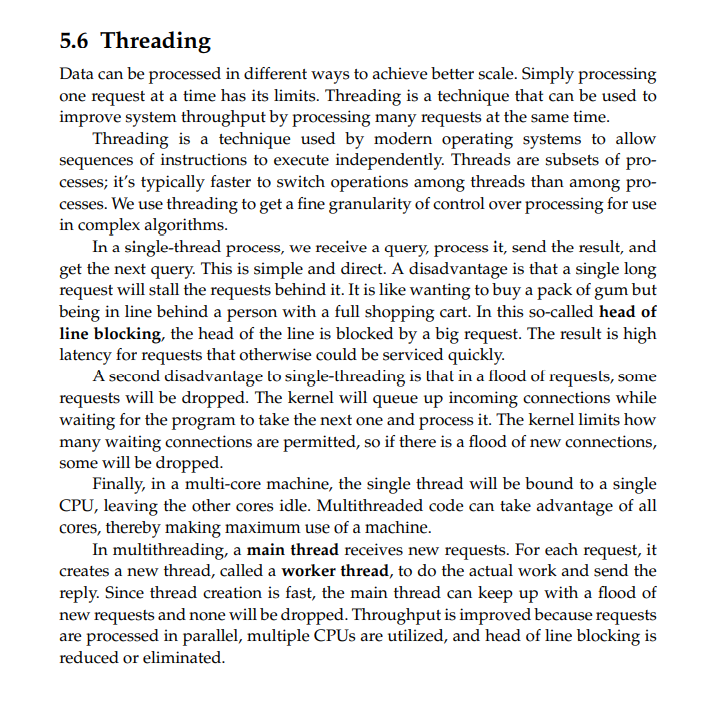 5.6 Threading
Data can be processed in different ways to achieve better scale. Simply processing
one request at a time has its limits. Threading is a technique that can be used to
improve system throughput by processing many requests at the same time.
Threading is a technique used by modern operating systems to allow
sequences of instructions to execute independently. Threads are subsets of pro-
cesses; it's typically faster to switch operations among threads than among pro-
cesses. We use threading to get a fine granularity of control over processing for use
in complex algorithms.
In a single-thread process, we receive a query, process it, send the result, and
get the next query. This is simple and direct. A disadvantage is that a single long
request will stall the requests behind it. It is like wanting to buy a pack of gum but
being in line behind a person with a full shopping cart. In this so-called head of
line blocking, the head of the line is blocked by a big request. The result is high
latency for requests that otherwise could be serviced quickly.
A second disadvantage to single-threading is that in a flood of requests, some
requests will be dropped. The kernel will queue up incoming connections while
waiting for the program to take the next one and process it. The kernel limits how
many waiting connections are permitted, so if there is a flood of new connections,
some will be dropped.
Finally, in a multi-core machine, the single thread will be bound to a single
CPU, leaving the other cores idle. Multithreaded code can take advantage of all
cores, thereby making maximum use of a machine.
In multithreading, a main thread receives new requests. For each request, it
creates a new thread, called a worker thread, to do the actual work and send the
reply. Since thread creation is fast, the main thread can keep up with a flood of
new requests and none will be dropped. Throughput is improved because requests
are processed in parallel, multiple CPUs are utilized, and head of line blocking is
reduced or eliminated.